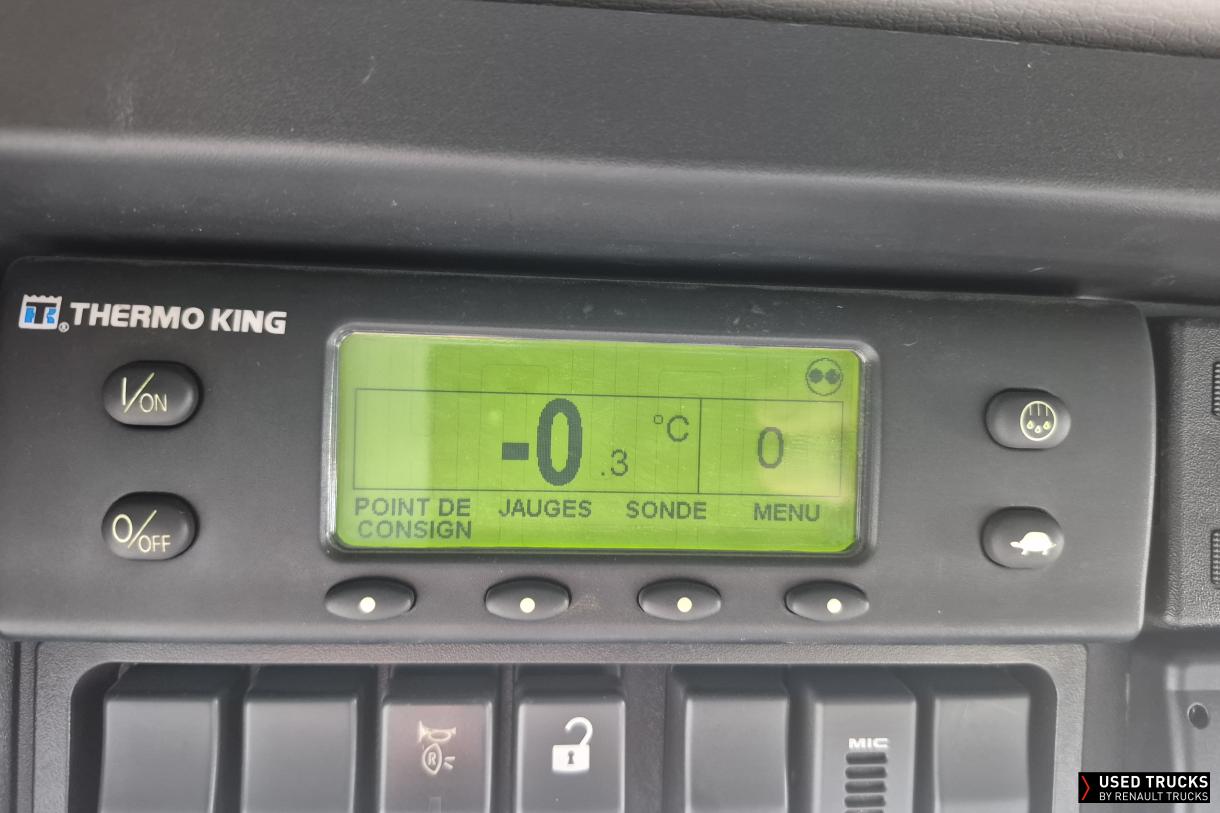 THERMO KING
®
I/ON
-0.3 °C 0
POINT DE CONSIGN
JAUGES SONDE MENU
O/OFF
R
MIC
USED TRUCKS
BY RENAULT TRUCKS